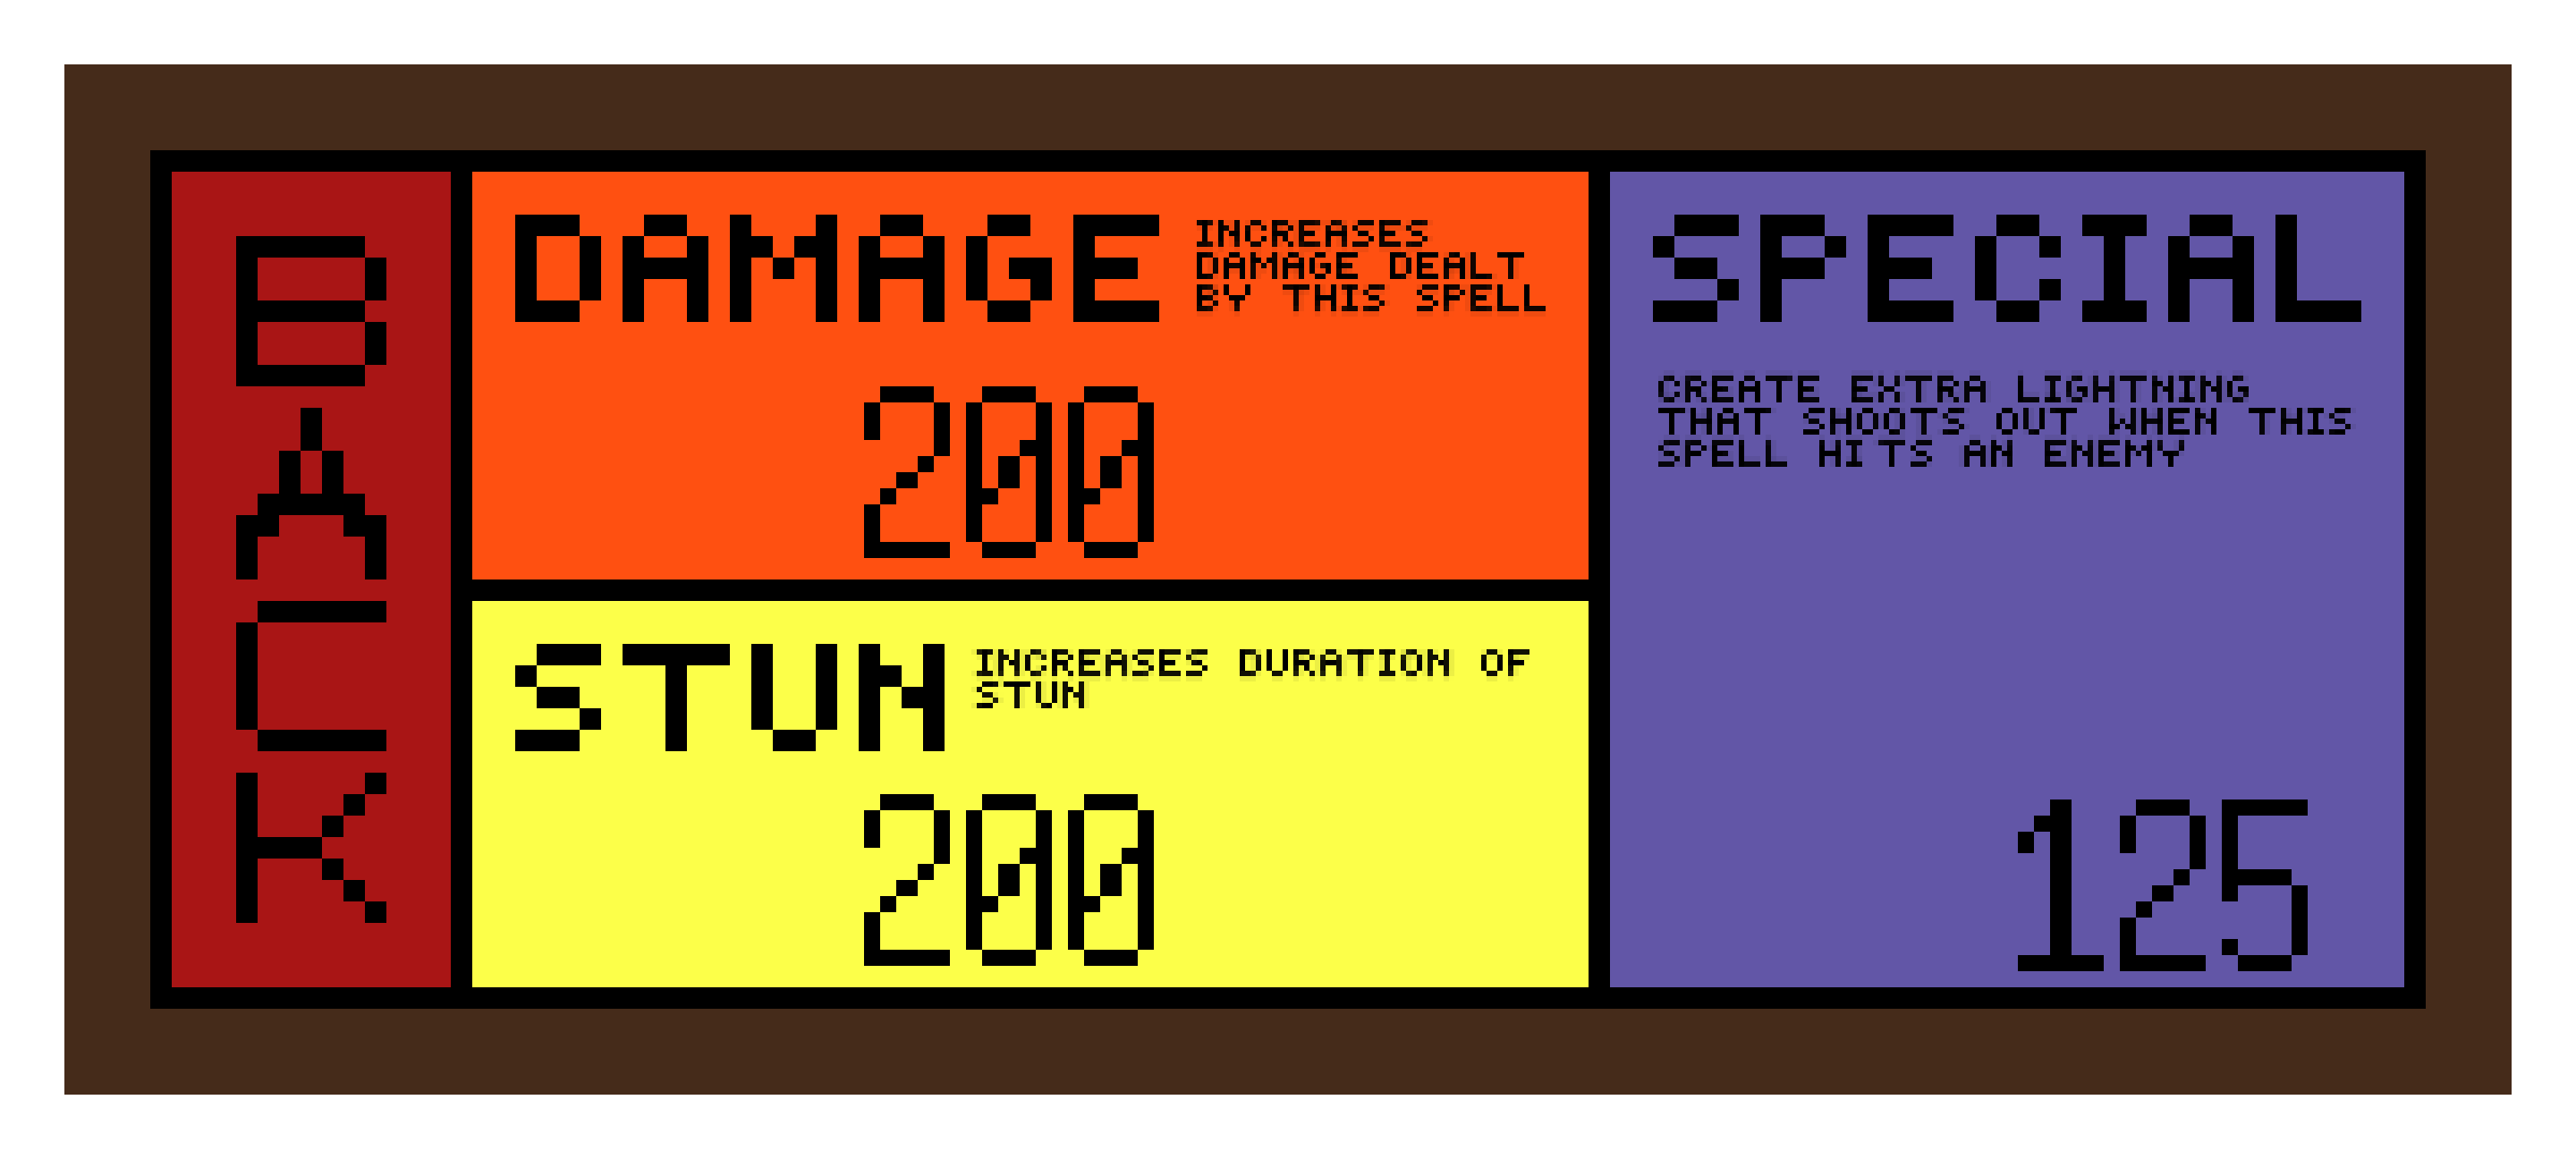 BACK
DAMAGE
INCREASES
DAMAGE DEALT
BY THIS SPELL
200
STUN
INCREASES DURATION OF
STUN
200
SPECIAL
CREATE EXTRA LIGHTNING
THAT SHOOTS OUT WHEN THIS
SPELL HITS AN ENEMY
125